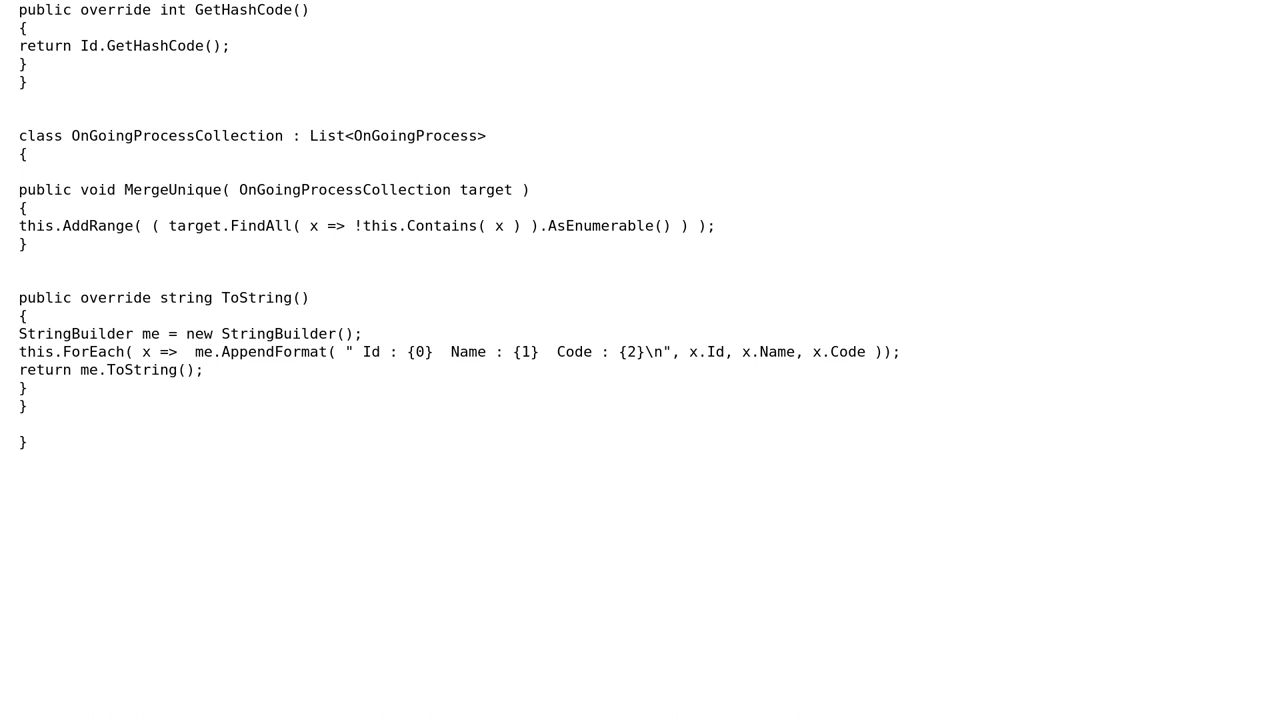 public override int GetHashCode()
{
return Id.GetHashCode();
}
}
class OnGoingProcessCollection : List<OnGoingProcess>
{
public void MergeUnique( OnGoingProcessCollection target )
{
this.AddRange( ( target.FindAll( x => !this.Contains( x ) ).AsEnumerable() ) );
}
public override string ToString()
{
StringBuilder me = new StringBuilder();
this.ForEach( x =>  me.AppendFormat( " Id : {0}  Name : {1}  Code : {2}\n", x.Id, x.Name, x.Code ));
return me.ToString();
}
}
}